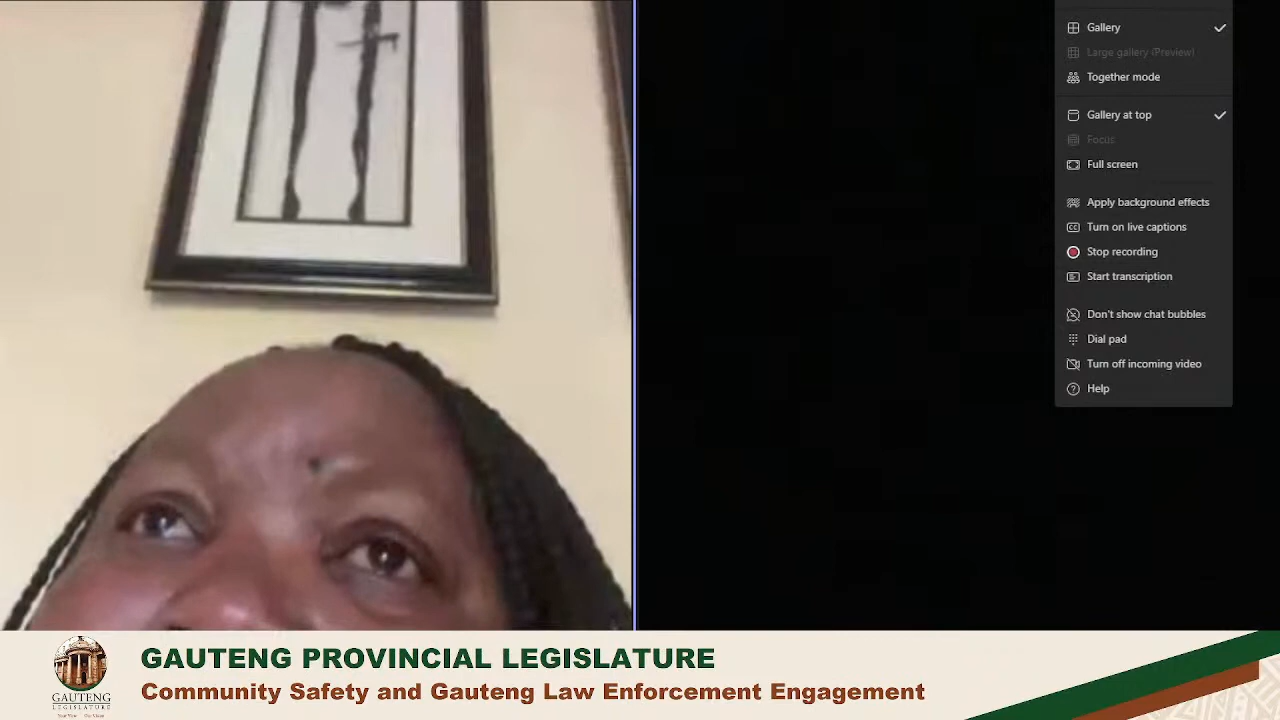 Gallery
Large gallery (Preview)
Together mode
Gallery at top
Focus
Full screen
Apply background effects
CC Turn on live captions
Stop recording
Start transcription
Don't show chat bubbles
Dial pad
Turn off incoming video
? Help
GAUTENG PROVINCIAL LEGISLATURE
Community Safety and Gauteng Law Enforcement Engagement
GAUTENG
LEGISLATURE